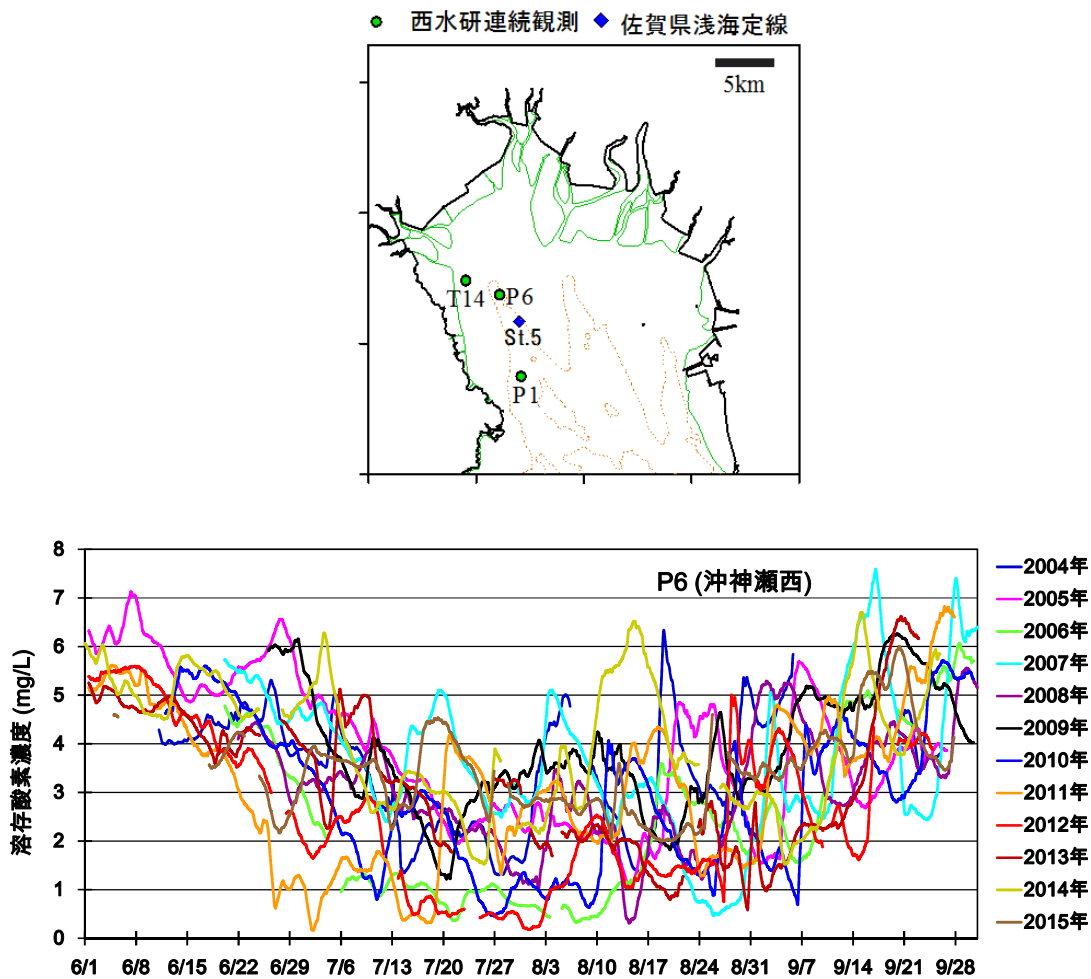 西水研連続観測 佐賀県浅海定線
5km
T14
P6
St.5
P1
P6 (沖神瀬西)
溶存酸素濃度 (mg/L)
8
7
6
5
4
3
2
1
0
6/1 6/8 6/15 6/22 6/29 7/6 7/13 7/20 7/27 8/3 8/10 8/17 8/24 8/31 9/7 9/14 9/21 9/28
2004年
2005年
2006年
2007年
2008年
2009年
2010年
2011年
2012年
2013年
2014年
2015年